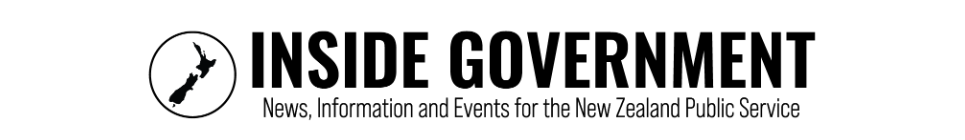 INSIDE GOVERNMENT
News, Information and Events for the New Zealand Public Service